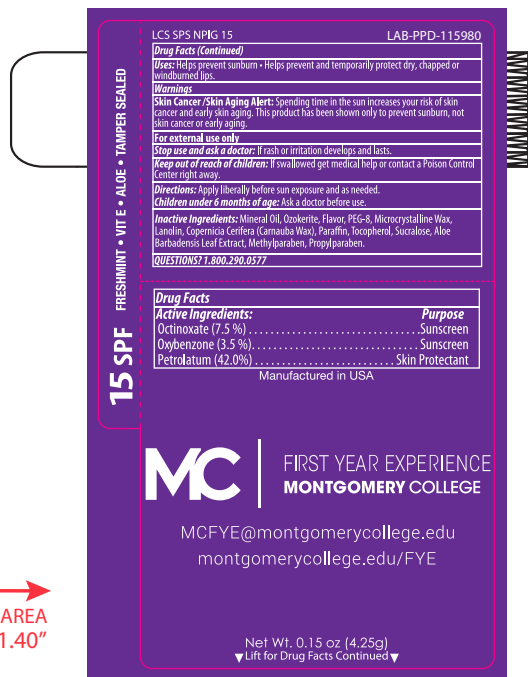 LCS SPS NPIG 15 LAB-PPD-115980
Drug Facts (Continued)
Uses: Helps prevent sunburn • Helps prevent and temporarily protect dry, chapped or
windburned lips.
Warnings
Skin Cancer /Skin Aging Alert: Spending time in the sun increases your risk of skin
cancer and early skin aging. This product has been shown only to prevent sunburn, not
skin cancer or early aging.
For external use only
Stop use and ask a doctor: If rash or irritation develops and lasts.
Keep out of reach of children: If swallowed get medical help or contact a Poison Control
Center right away.
Directions: Apply liberally before sun exposure and as needed.
Children under 6 months of age: Ask a doctor before use.
Inactive Ingredients: Mineral Oil, Ozokerite, Flavor, PEG-8, Microcrystalline Wax,
Lanolin, Copernicia Cerifera (Carnauba Wax), Paraffin, Tocopherol, Sucralose, Aloe
Barbadensis Leaf Extract, Methylparaben, Propylparaben.
QUESTIONS? 1.800.290.0577
15 SPF FRESHMINT • VIT E • ALOE • TAMPER SEALED
Drug Facts
Active Ingredients: Purpose
Octinoxate (7.5 %) ................................ Sunscreen
Oxybenzone (3.5 %) ................................ Sunscreen
Petrolatum (42.0%) ........................... Skin Protectant
Manufactured in USA
MC FIRST YEAR EXPERIENCE
MONTGOMERY COLLEGE
MCFYE@montgomerycollege.edu
montgomerycollege.edu/FYE
AREA
1.40"
Net Wt. 0.15 oz (4.25g)
▼Lift for Drug Facts Continued▼